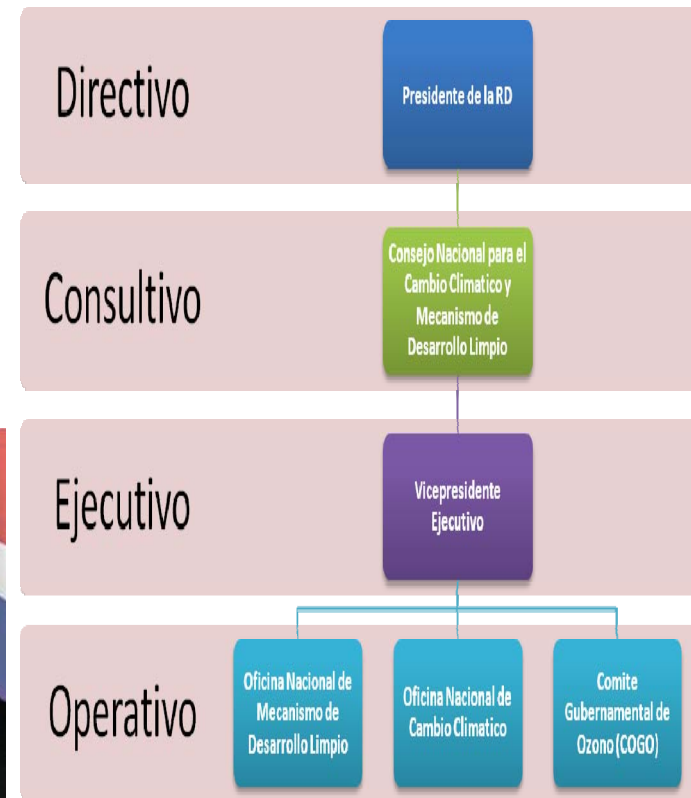 Directivo
Presidente de la RD
Consultivo
Consejo Nacional para el
Cambio Climatico y
Mecanismo de
Desarrollo Limpio
Ejecutivo
Vicepresidente
Ejecutivo
Operativo
Oficina Nacional de
Mecanismo de
Desarrollo Limpio
Oficina Nacional de
Cambio Climatico
Comite
Gubernamental de
Ozono (COGO)